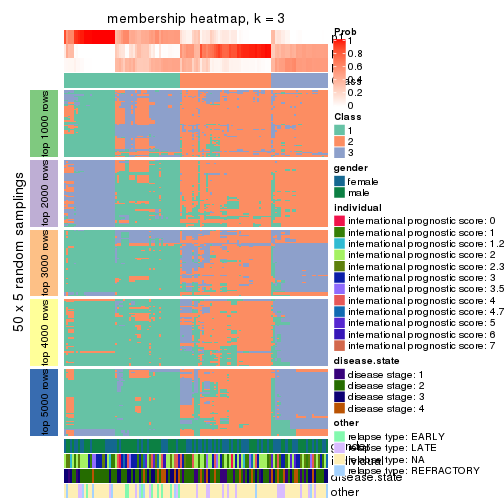 membership heatmap, k = 3
50 x 5 random samplings
top 1000 rows
top 2000 rows
top 3000 rows
top 4000 rows
top 5000 rows
Prob
1
0.8
0.6
0.4
0.2
0
Class
1
2
3
gender
female
male
individual
international prognostic score: 0
international prognostic score: 1
international prognostic score: 1.2
international prognostic score: 2
international prognostic score: 2.3
international prognostic score: 3
international prognostic score: 3.5
international prognostic score: 4
international prognostic score: 4.7
international prognostic score: 5
international prognostic score: 6
international prognostic score: 7
disease.state
disease stage: 1
disease stage: 2
disease stage: 3
disease stage: 4
other
relapse type: EARLY
relapse type: LATE
relapse type: NA
relapse type: REFRACTORY
disease.state
other